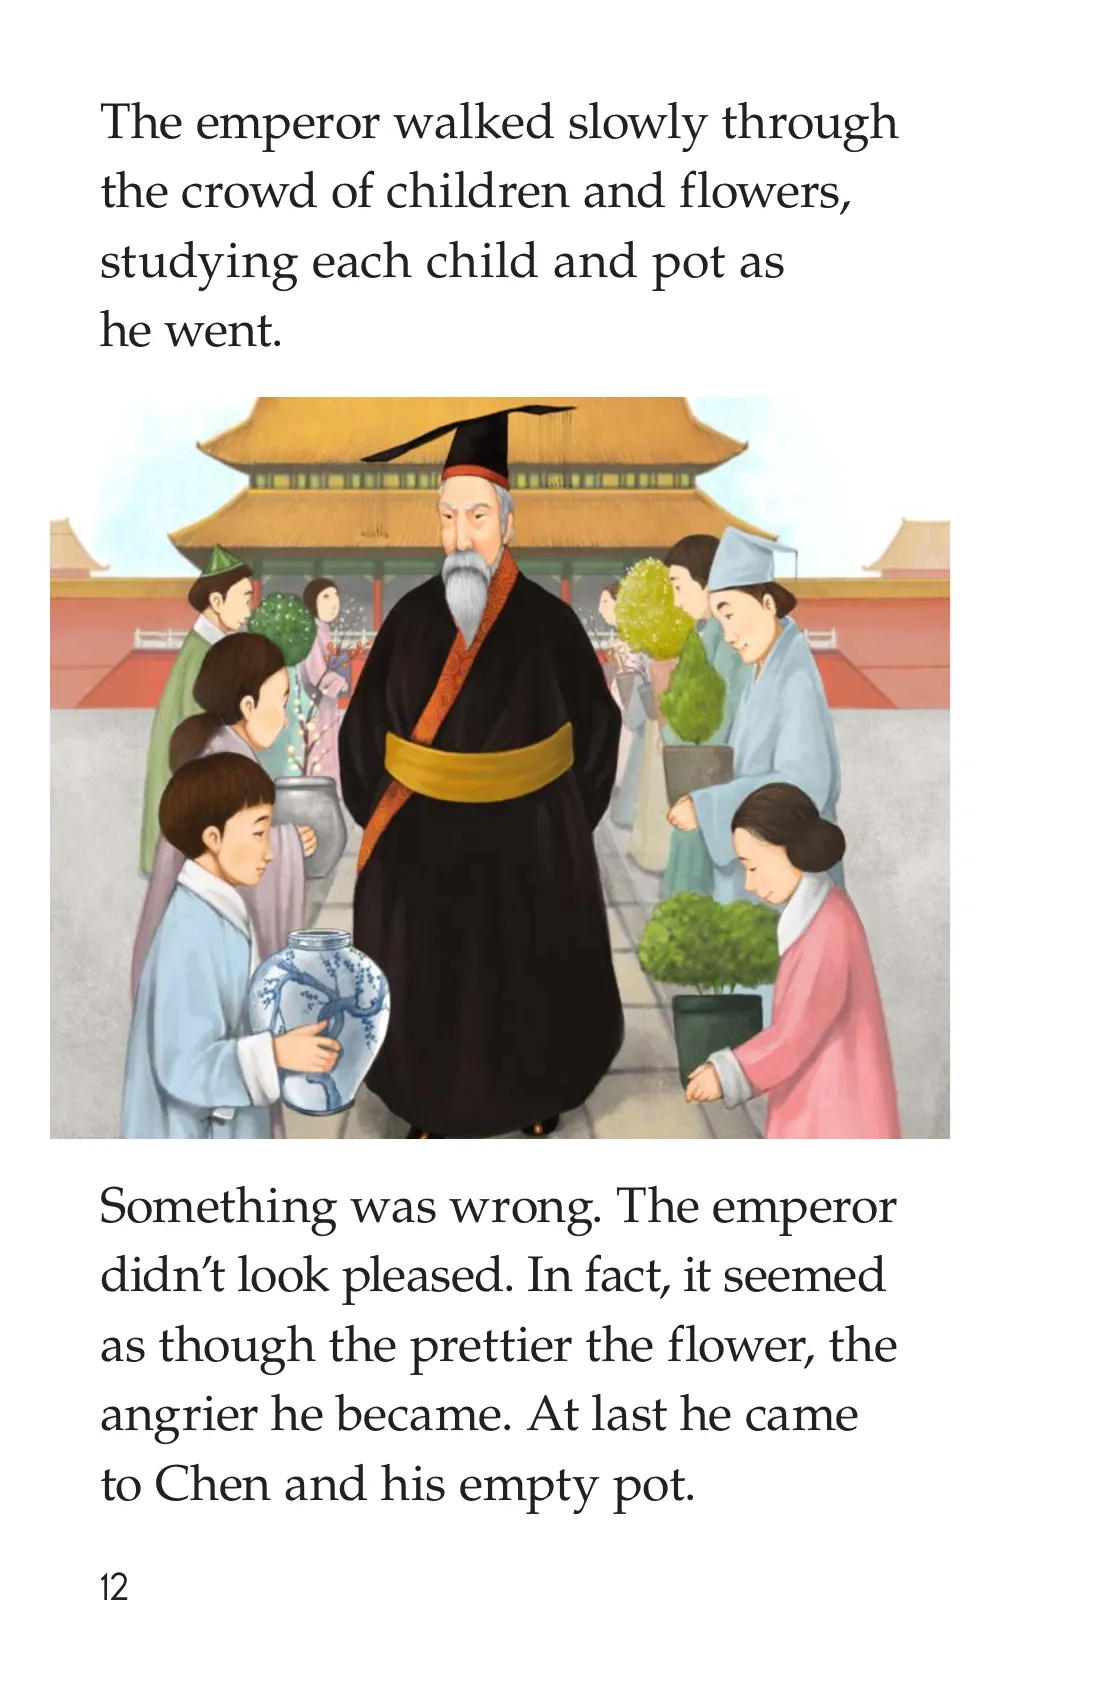 The emperor walked slowly through
the crowd of children and flowers,
studying each child and pot as
he went.
Something was wrong. The emperor
didn’t look pleased. In fact, it seemed
as though the prettier the flower, the
angrier he became. At last he came
to Chen and his empty pot.
12